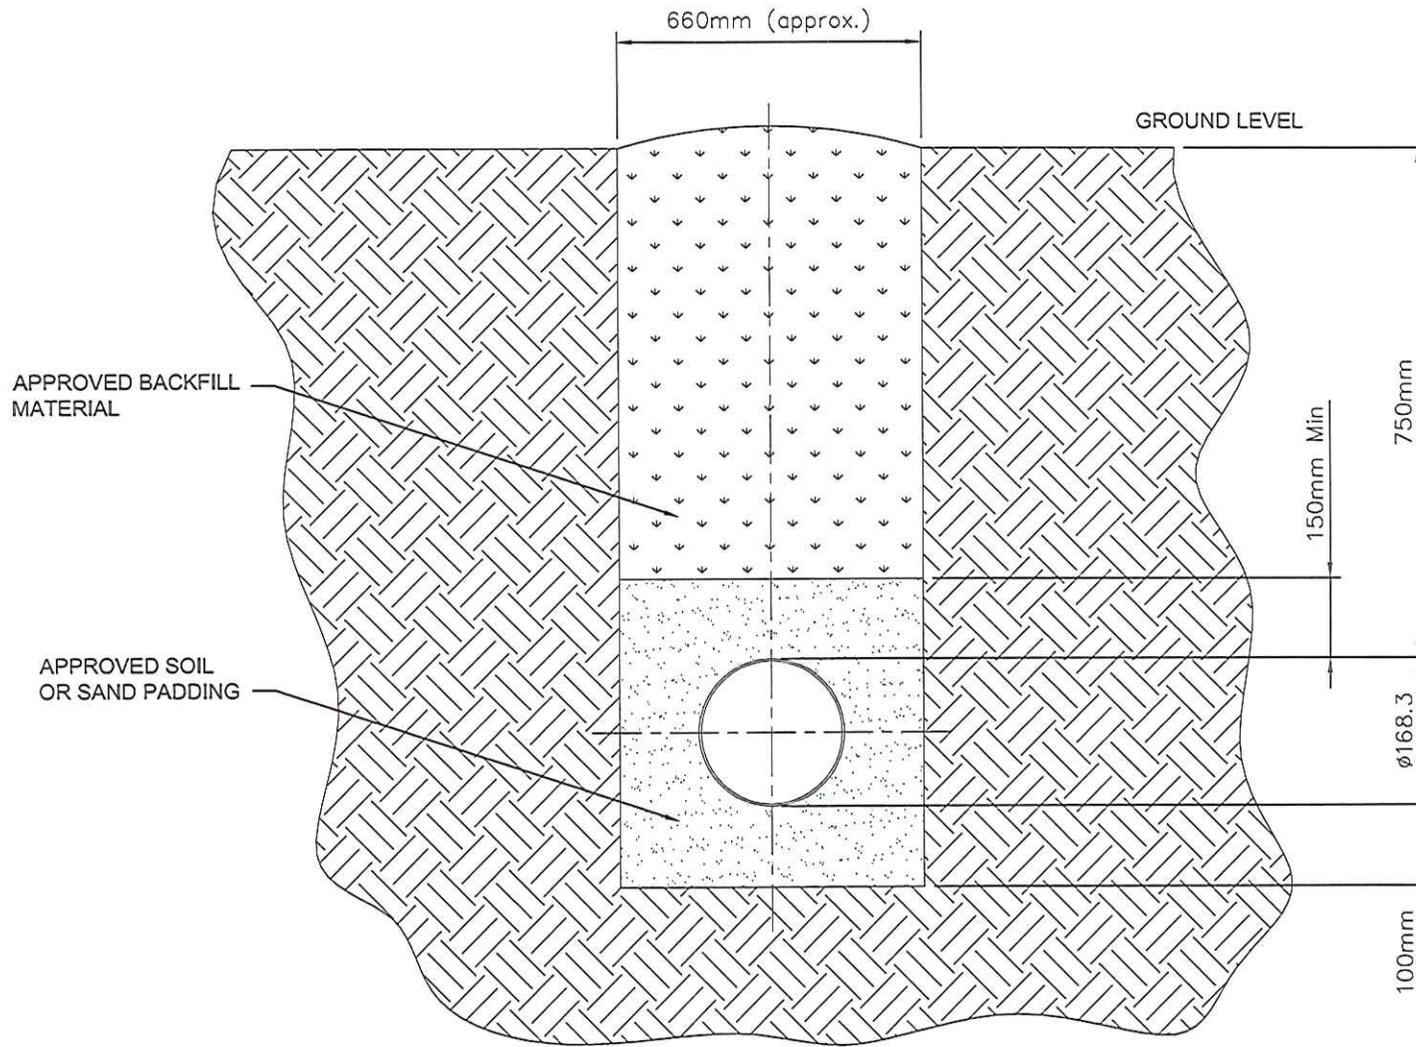 660mm (approx.)
GROUND LEVEL
APPROVED BACKFILL
MATERIAL
750mm
150mm Min
APPROVED SOIL
OR SAND PADDING
ø168.3
100mm